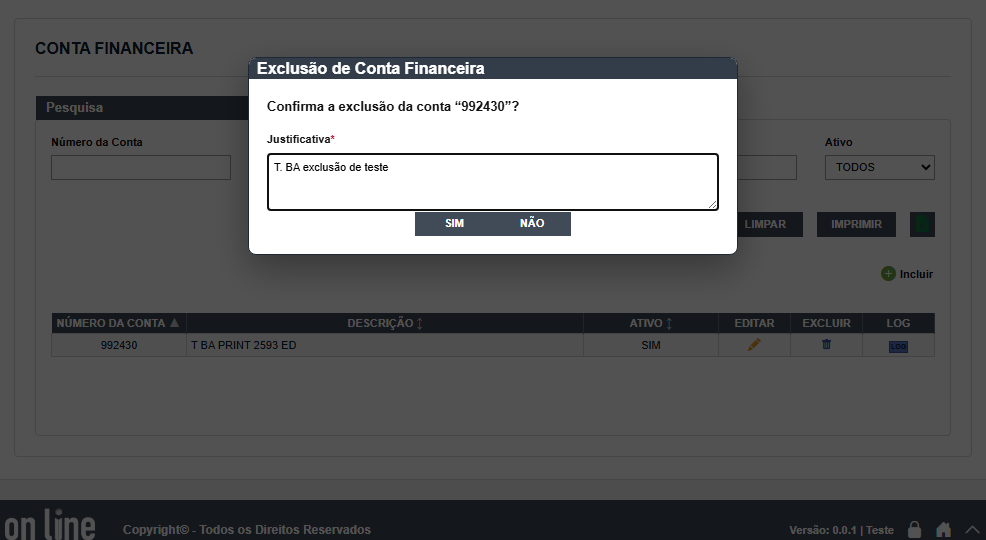 CONTA FINANCEIRA
Exclusão de Conta Financeira
Confirma a exclusão da conta “992430”?
Justificativa*
T. BA exclusão de teste
SIM NÃO
Pesquisa
Número da Conta Ativo
TODOS
LIMPAR IMPRIMIR
Incluir
NÚMERO DA CONTA DESCRIÇÃO ATIVO EDITAR EXCLUIR LOG
992430 T BA PRINT 2593 ED SIM LOG
on line
Copyright© - Todos os Direitos Reservados Versão: 0.0.1 | Teste